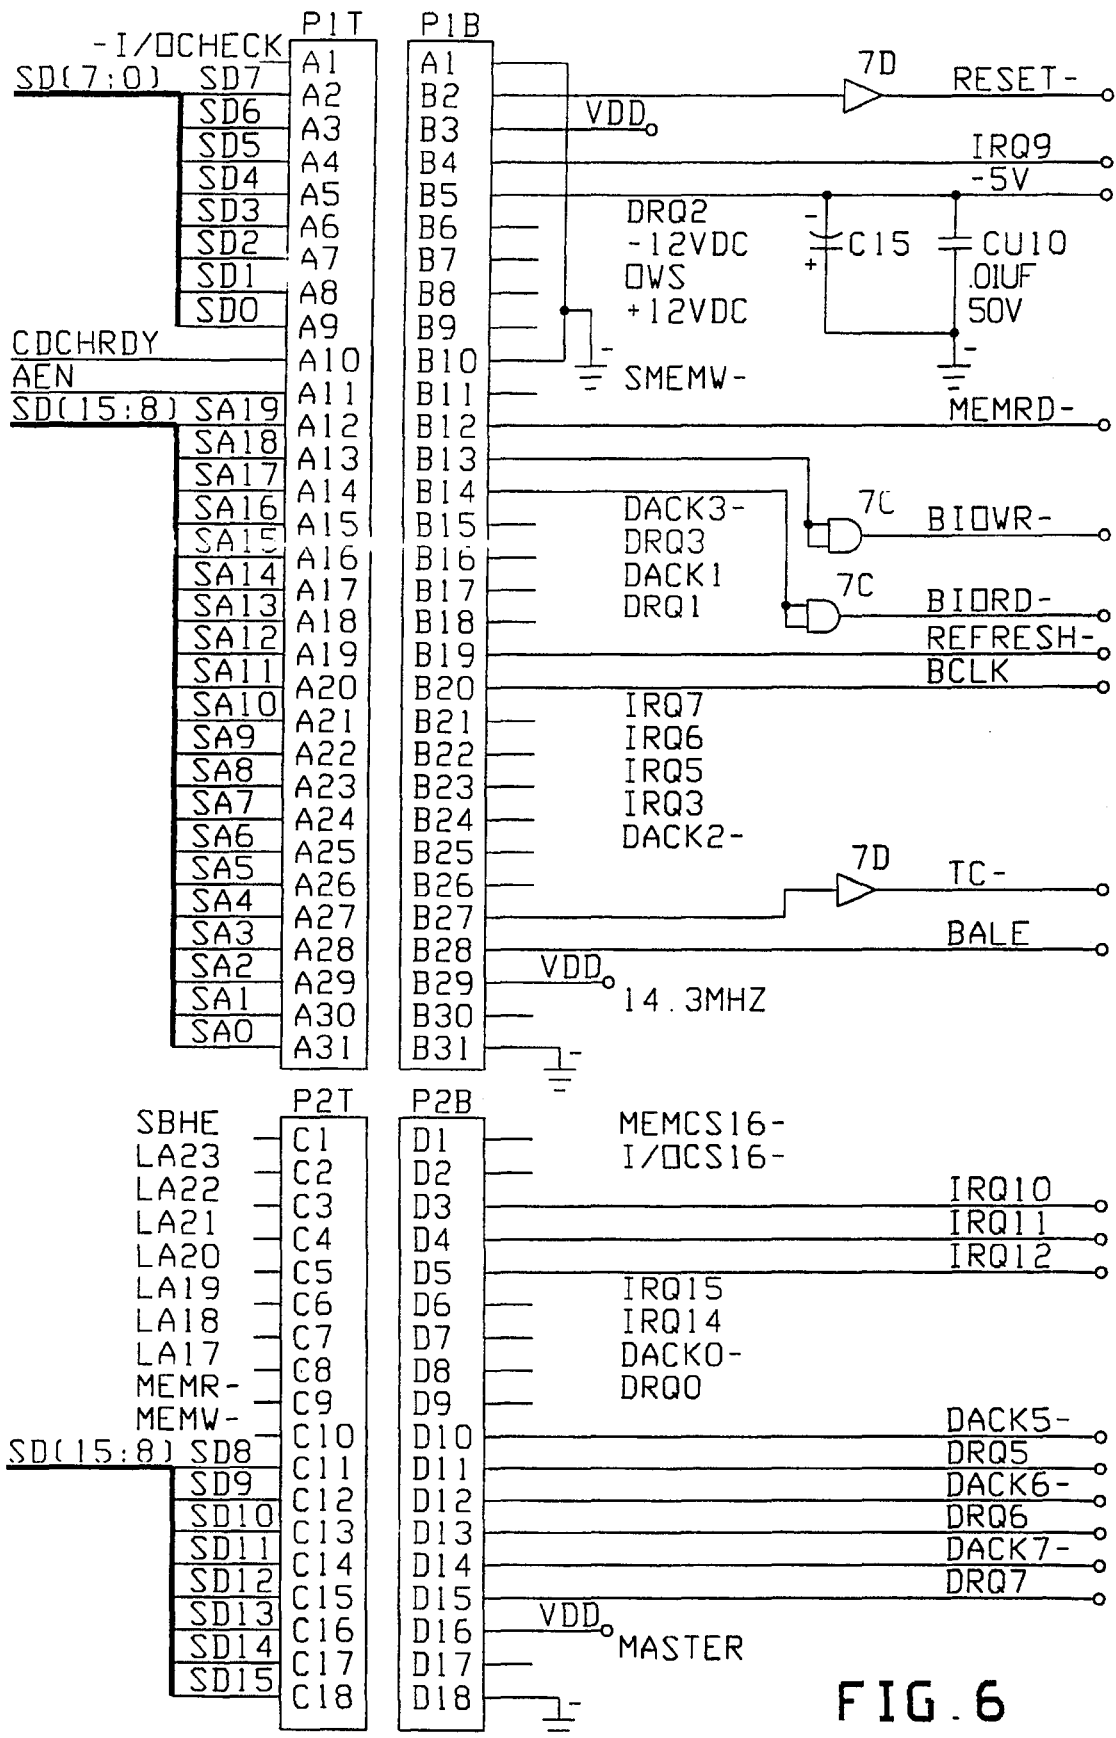 P1T P1B
-I/OCHECK A1 A1 7D RESET-
SD(7:0) SD7 A2 B2 VDD
SD6 A3 B3 IRQ9
SD5 A4 B4 -5V
SD4 A5 B5 DRQ2 -
SD3 A6 B6 -12VDC C15 CU10
SD2 A7 B7 OWS + .01UF
SD1 A8 B8 +12VDC 50V
SD0 A9 B9
CDCHRDY A10 B10 - SMEMW- -
AEN A11 B11
SD(15:8) SA19 A12 B12 MEMRD-
SA18 A13 B13
SA17 A14 B14 7C
SA16 A15 B15 DACK3- BIOWR-
SA15 A16 B16 DRQ3
SA14 A17 B17 DACK1 7C
SA13 A18 B18 DRQ1 BIORD-
SA12 A19 B19 REFRESH-
SA11 A20 B20 BCLK
SA10 A21 B21 IRQ7
SA9 A22 B22 IRQ6
SA8 A23 B23 IRQ5
SA7 A24 B24 IRQ3
SA6 A25 B25 DACK2-
SA5 A26 B26 7D TC-
SA4 A27 B27
SA3 A28 B28 BALE
SA2 A29 B29 VDD
SA1 A30 B30 14.3MHZ
SA0 A31 B31 -
P2T P2B
SBHE C1 D1 MEMCS16-
LA23 C2 D2 I/OCS16-
LA22 C3 D3 IRQ10
LA21 C4 D4 IRQ11
LA20 C5 D5 IRQ12
LA19 C6 D6 IRQ15
LA18 C7 D7 IRQ14
LA17 C8 D8 DACK0-
MEMR- C9 D9 DRQ0
MEMW- C10 D10 DACK5-
SD(15:8) SD8 C11 D11 DRQ5
SD9 C12 D12 DACK6-
SD10 C13 D13 DRQ6
SD11 C14 D14 DACK7-
SD12 C15 D15 DRQ7
SD13 C16 D16 VDD
SD14 C17 D17 MASTER
SD15 C18 D18 -
FIG.6